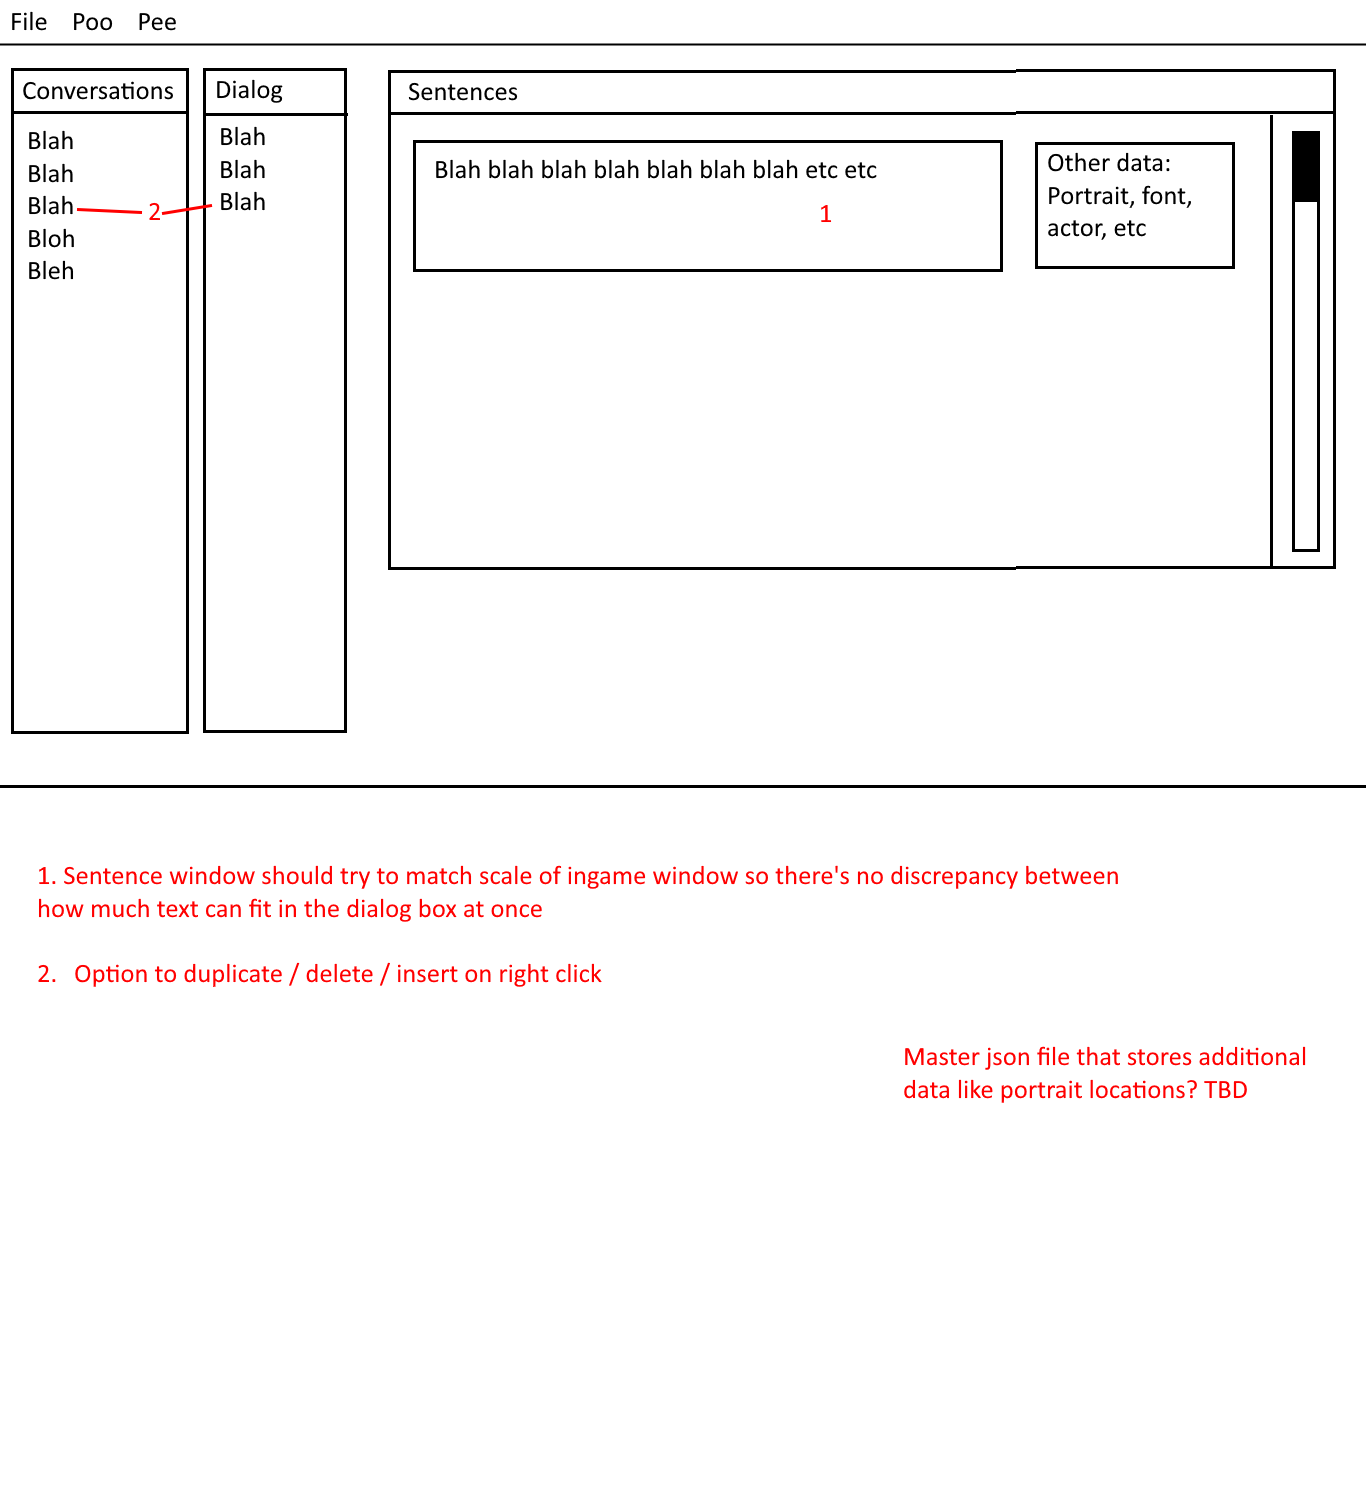 File Poo Pee
Conversations
Blah
Blah
Blah
Bloh
Bleh
2
Dialog
Blah
Blah
Blah
Sentences
Blah blah blah blah blah blah blah etc etc
1
Other data:
Portrait, font,
actor, etc
1. Sentence window should try to match scale of ingame window so there's no discrepancy between
how much text can fit in the dialog box at once
2. Option to duplicate / delete / insert on right click
Master json file that stores additional
data like portrait locations? TBD